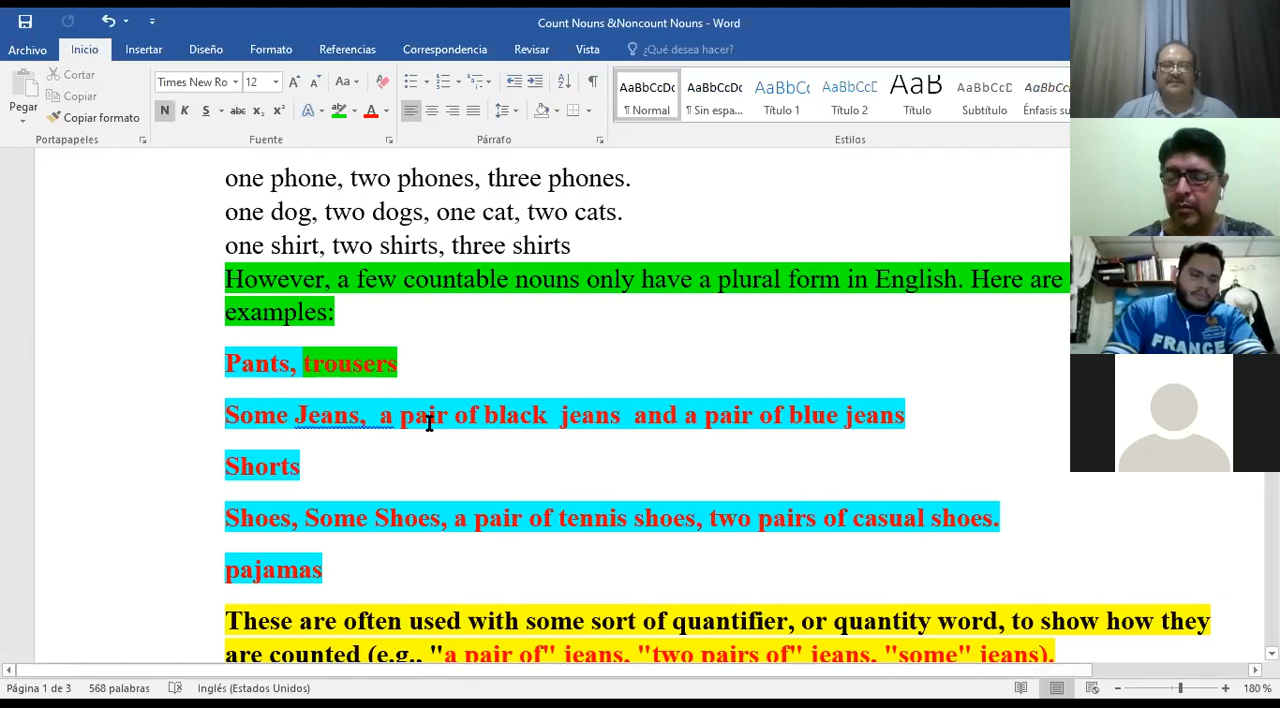 Count Nouns &Noncount Nouns - Word
Archivo Inicio Insertar Diseño Formato Referencias Correspondencia Revisar Vista ¿Qué desea hacer?
Pegar
Cortar
Copiar
Copiar formato
Portapapeles
Times New Ro 12 Aa
N K S abc x₂ x² A A
Fuente
Párrafo
AaBbCcDc AaBbCcDc AaBbCc AaBbCcD AaB AaBbCcD AaBbCc
¶ Normal ¶ Sin espa... Título 1 Título 2 Título Subtítulo Énfasis su
Estilos
one phone, two phones, three phones.
one dog, two dogs, one cat, two cats.
one shirt, two shirts, three shirts
However, a few countable nouns only have a plural form in English. Here are
examples:
Pants, trousers
Some Jeans, a pair of black jeans and a pair of blue jeans
Shorts
Shoes, Some Shoes, a pair of tennis shoes, two pairs of casual shoes.
pajamas
These are often used with some sort of quantifier, or quantity word, to show how they
are counted (e.g., "a pair of" jeans, "two pairs of" jeans, "some" jeans).
FRANCE
Página 1 de 3 568 palabras Inglés (Estados Unidos) 180 %